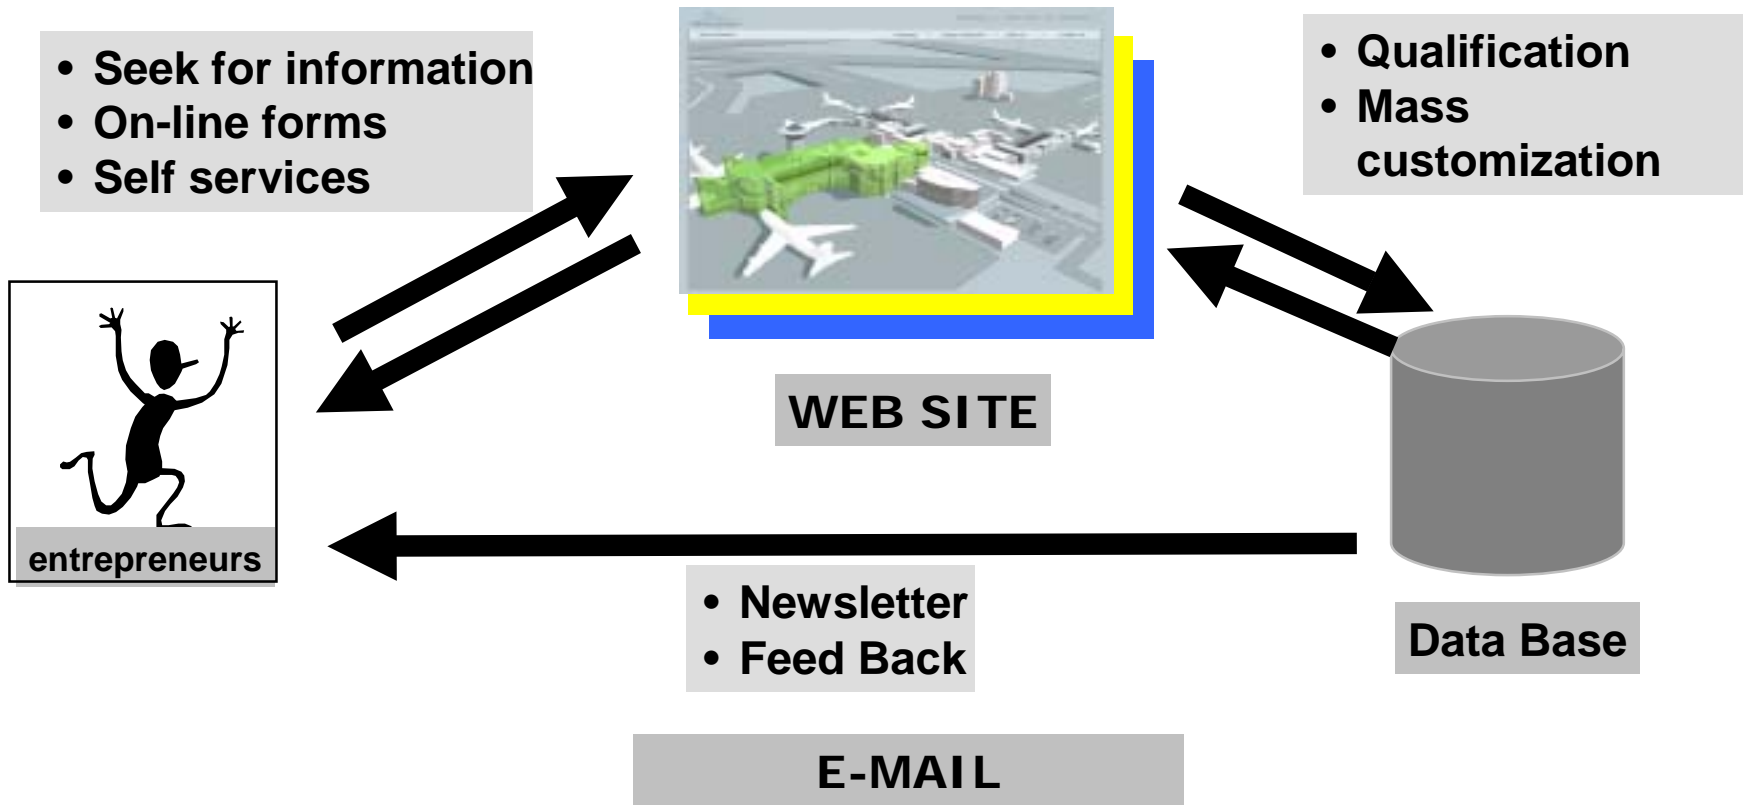 • Seek for information
• On-line forms
• Self services
• Qualification
• Mass
customization
WEB SITE
entrepreneurs
• Newsletter
• Feed Back
Data Base
E-MAIL